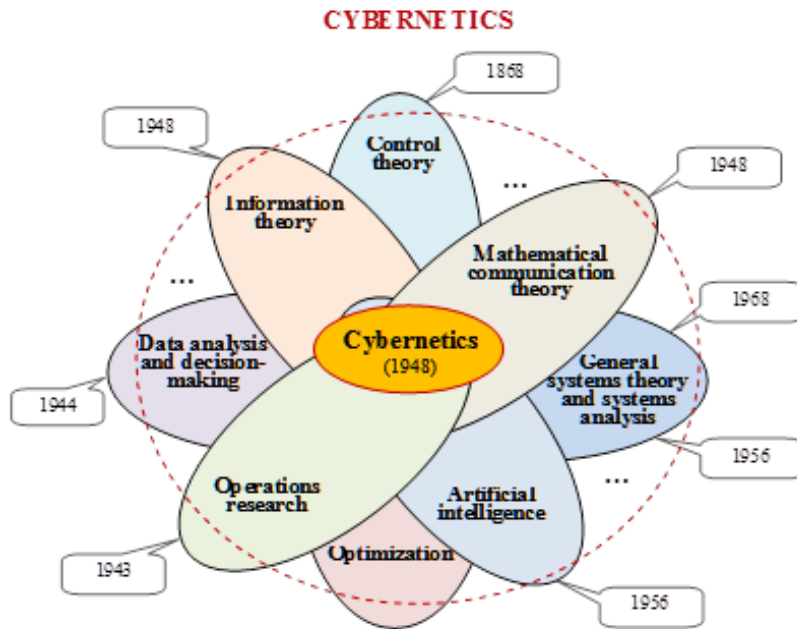 CYBERNETICS
1868
1948
Control
theory
...
1948
Information
theory
Mathematical
communication
theory
...
1968
Data analysis
and decision-
making
Cybernetics
(1948)
General
systems theory
and systems
analysis
1944
1956
...
Operations
research
Artificial
intelligence
Optimization
1943
1956